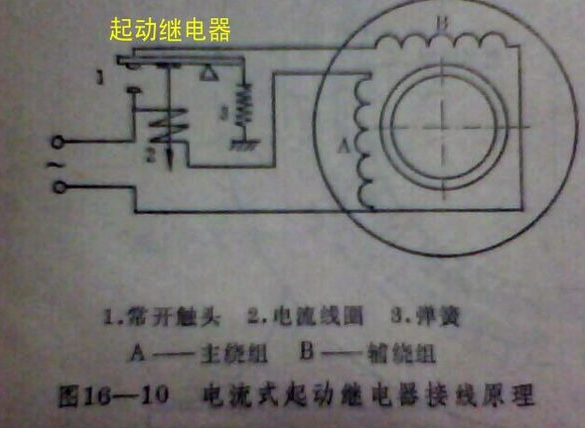 起动继电器
B
1
3
A
2
~
1.常开触头 2.电流线圈 3.弹簧
A——主绕组 B——辅绕组
图16—10 电流式起动继电器接线原理